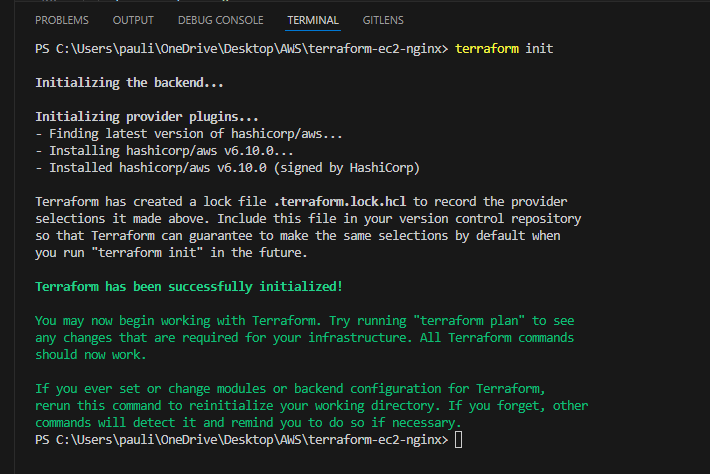 PROBLEMS OUTPUT DEBUG CONSOLE TERMINAL GITLENS
PS C:\Users\pauli\OneDrive\Desktop\AWS\terraform-ec2-nginx> terraform init
Initializing the backend...
Initializing provider plugins...
- Finding latest version of hashicorp/aws...
- Installing hashicorp/aws v6.10.0...
- Installed hashicorp/aws v6.10.0 (signed by HashiCorp)
Terraform has created a lock file .terraform.lock.hcl to record the provider
selections it made above. Include this file in your version control repository
so that Terraform can guarantee to make the same selections by default when
you run "terraform init" in the future.
Terraform has been successfully initialized!
You may now begin working with Terraform. Try running "terraform plan" to see
any changes that are required for your infrastructure. All Terraform commands
should now work.
If you ever set or change modules or backend configuration for Terraform,
rerun this command to reinitialize your working directory. If you forget, other
commands will detect it and remind you to do so if necessary.
PS C:\Users\pauli\OneDrive\Desktop\AWS\terraform-ec2-nginx>